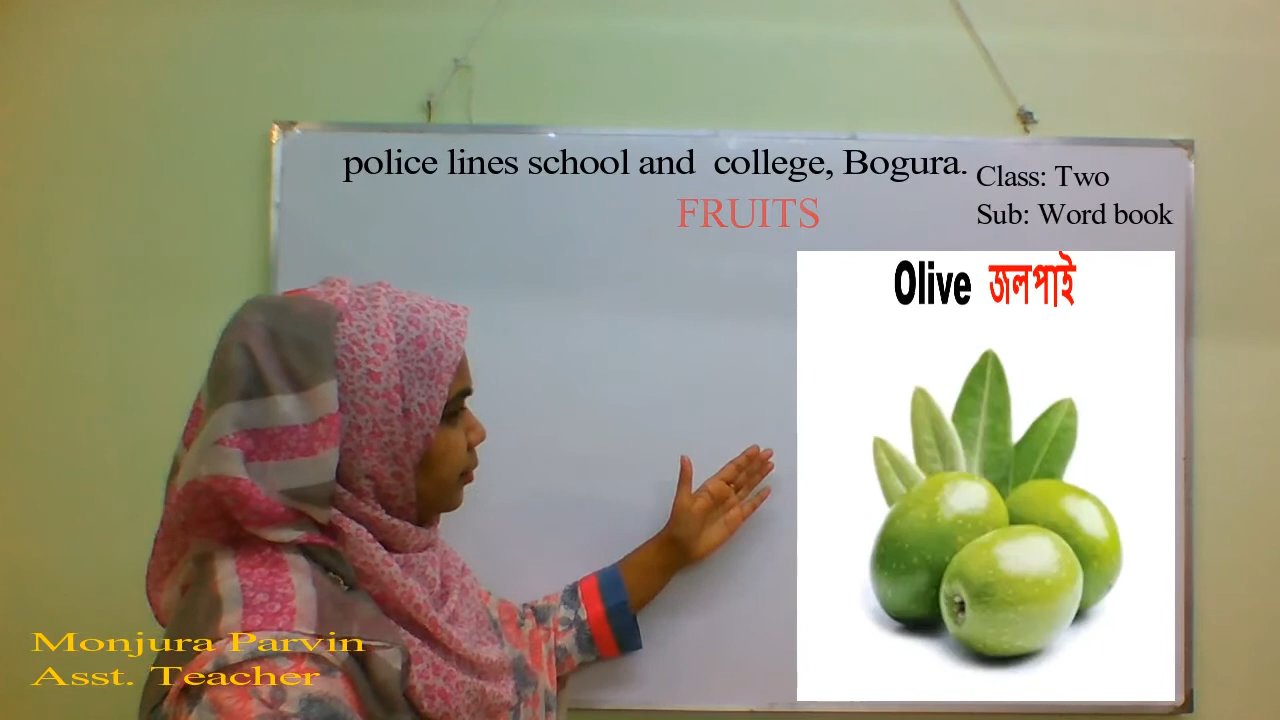 police lines school and college, Bogura.
Class: Two
FRUITS
Sub: Word book
Olive জলপাই
Monjura Parvin
Asst. Teacher